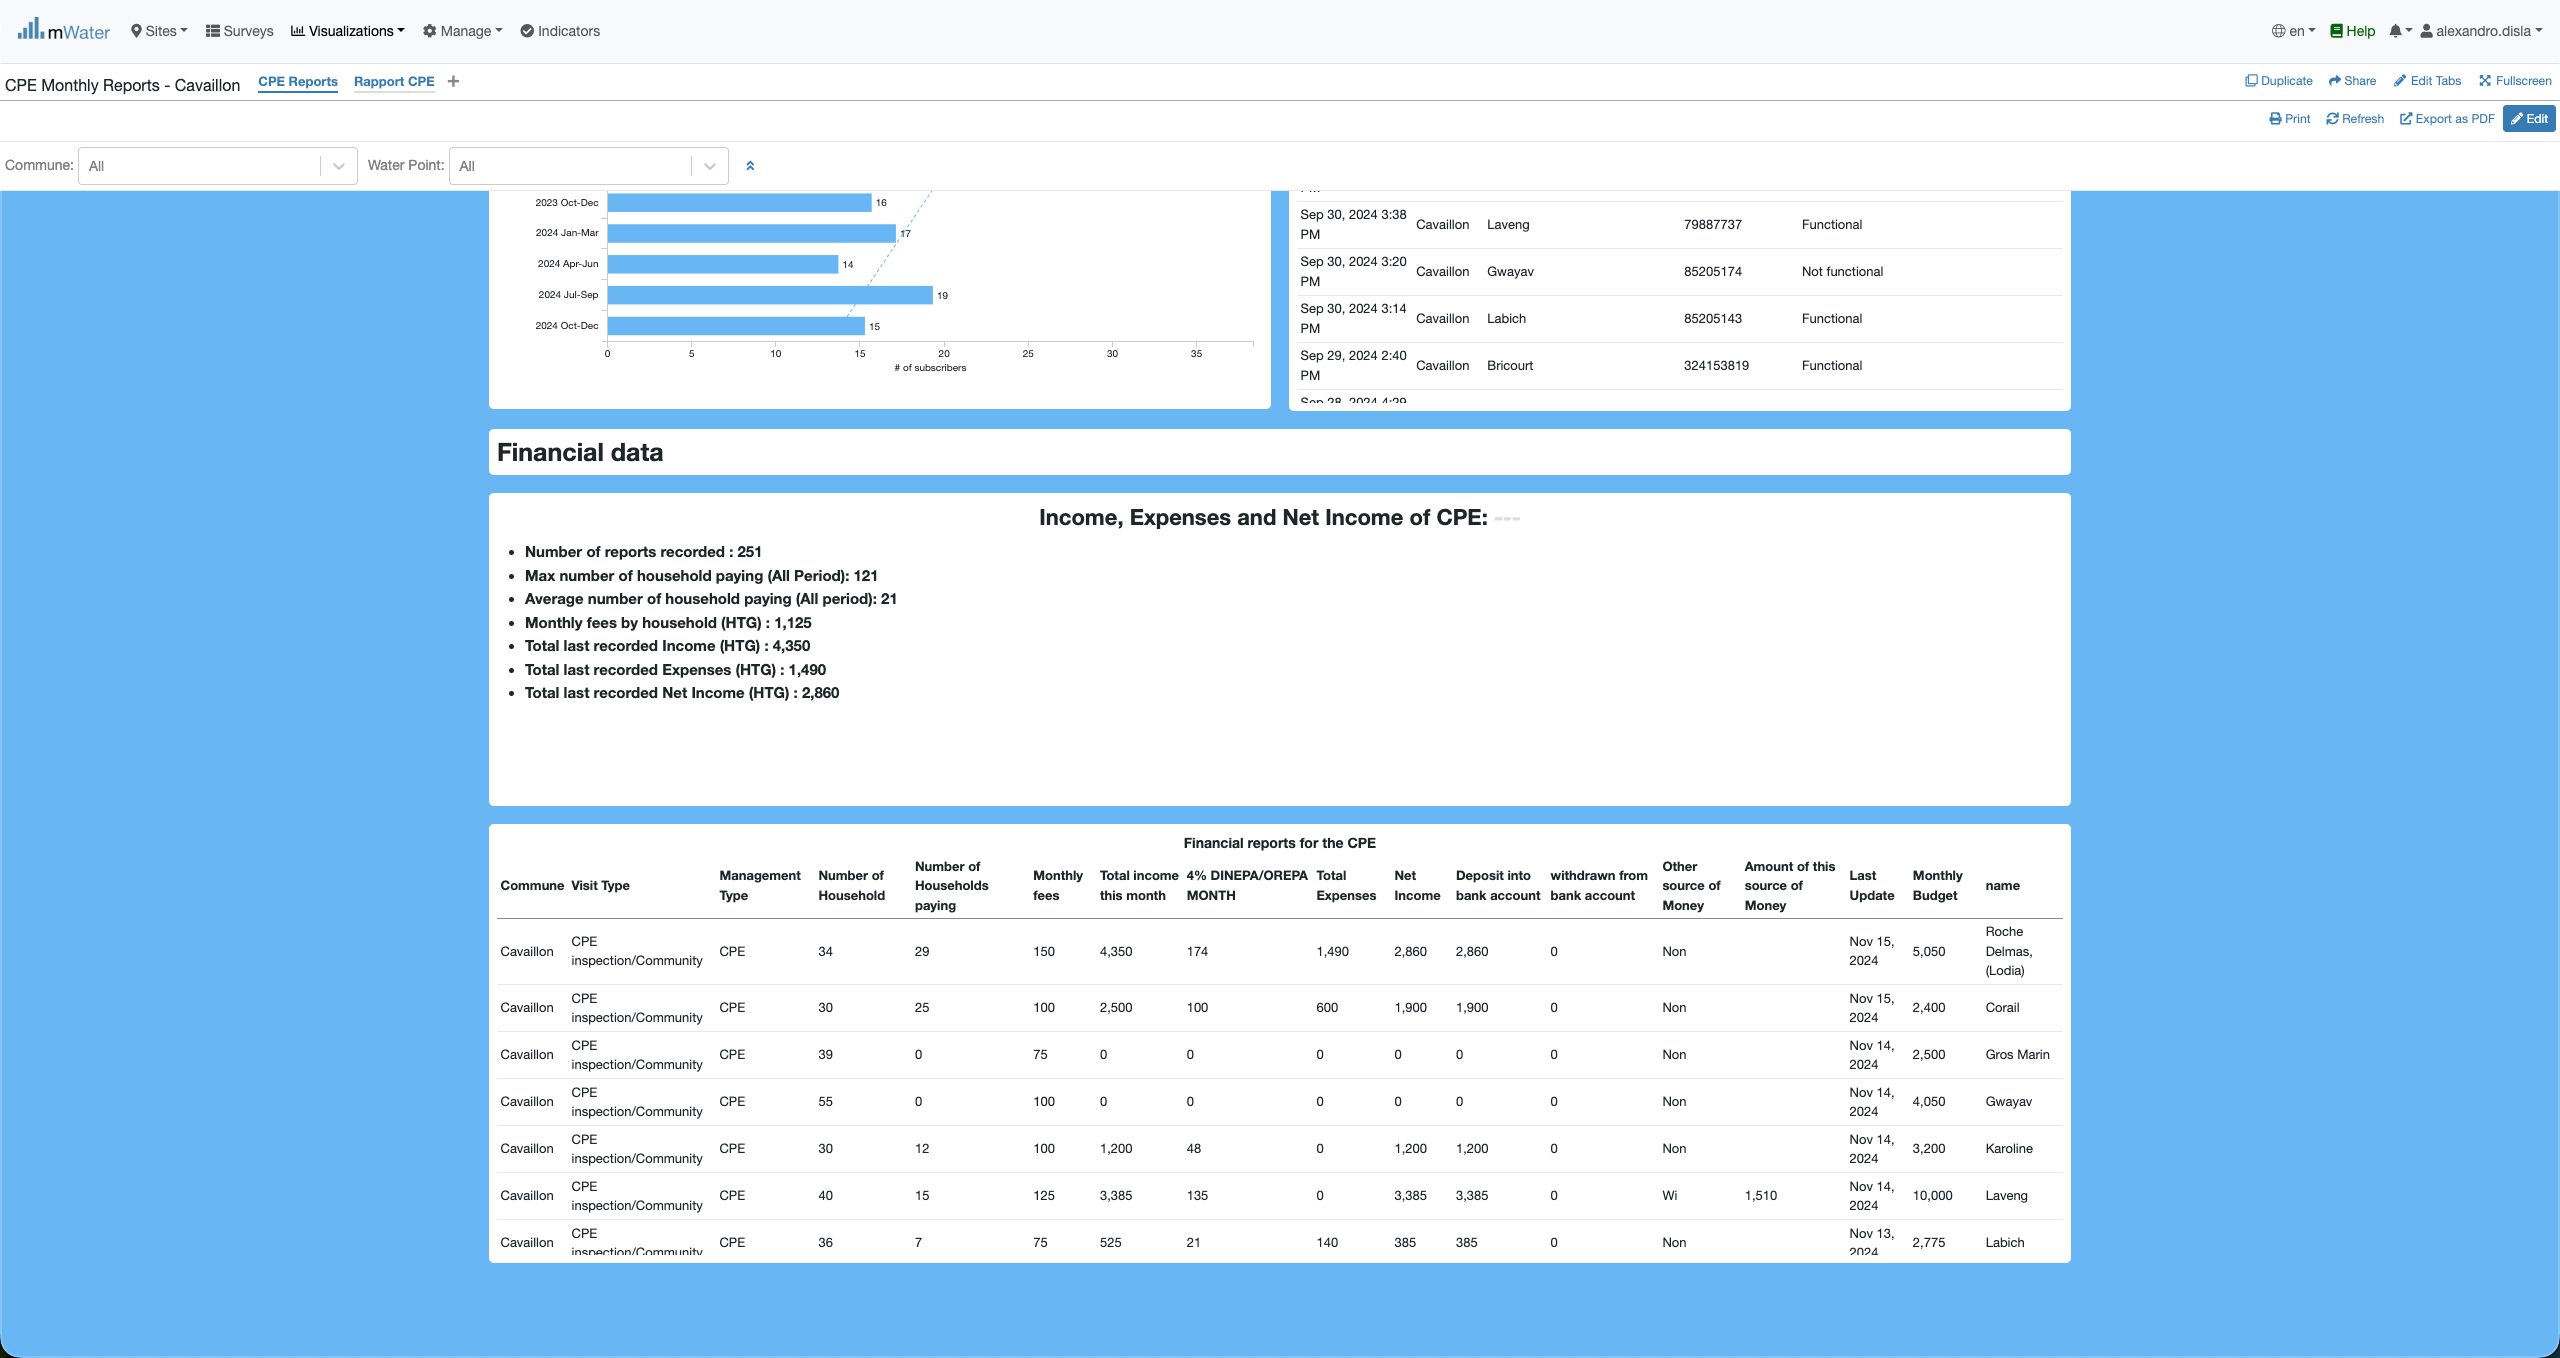 mWater Sites Surveys Visualizations Manage Indicators en Help alexandro.disla
CPE Monthly Reports - Cavaillon CPE Reports Rapport CPE + Duplicate Share Edit Tabs Fullscreen
Print Refresh Export as PDF Edit
Commune: All Water Point: All
2023 Oct-Dec 16
2024 Jan-Mar 17
2024 Apr-Jun 14
2024 Jul-Sep 19
2024 Oct-Dec 15
0 5 10 15 20 25 30 35
# of subscribers
Sep 30, 2024 3:38 PM Cavaillon Laveng 79887737 Functional
Sep 30, 2024 3:20 PM Cavaillon Gwayav 85205174 Not functional
Sep 30, 2024 3:14 PM Cavaillon Labich 85205143 Functional
Sep 29, 2024 2:40 PM Cavaillon Bricourt 324153819 Functional
Sep 28, 2024 4:29
Financial data
Income, Expenses and Net Income of CPE: ---
• Number of reports recorded : 251
• Max number of household paying (All Period): 121
• Average number of household paying (All period): 21
• Monthly fees by household (HTG) : 1,125
• Total last recorded Income (HTG) : 4,350
• Total last recorded Expenses (HTG) : 1,490
• Total last recorded Net Income (HTG) : 2,860
Financial reports for the CPE
Commune Visit Type Management Type Number of Household Number of Households paying Monthly fees Total income this month 4% DINEPA/OREPA MONTH Total Expenses Net Income Deposit into bank account withdrawn from bank account Other source of Money Amount of this source of Money Last Update Monthly Budget name
Cavaillon CPE inspection/Community CPE 34 29 150 4,350 174 1,490 2,860 2,860 0 Non Nov 15, 2024 5,050 Roche Delmas, (Lodia)
Cavaillon CPE inspection/Community CPE 30 25 100 2,500 100 600 1,900 1,900 0 Non Nov 15, 2024 2,400 Corail
Cavaillon CPE inspection/Community CPE 39 0 75 0 0 0 0 0 0 Non Nov 14, 2024 2,500 Gros Marin
Cavaillon CPE inspection/Community CPE 55 0 100 0 0 0 0 0 0 Non Nov 14, 2024 4,050 Gwayav
Cavaillon CPE inspection/Community CPE 30 12 100 1,200 48 0 1,200 1,200 0 Non Nov 14, 2024 3,200 Karoline
Cavaillon CPE inspection/Community CPE 40 15 125 3,385 135 0 3,385 3,385 0 Wi 1,510 Nov 14, 2024 10,000 Laveng
Cavaillon CPE inspection/Community CPE 36 7 75 525 21 140 385 385 0 Non Nov 13, 2024 2,775 Labich